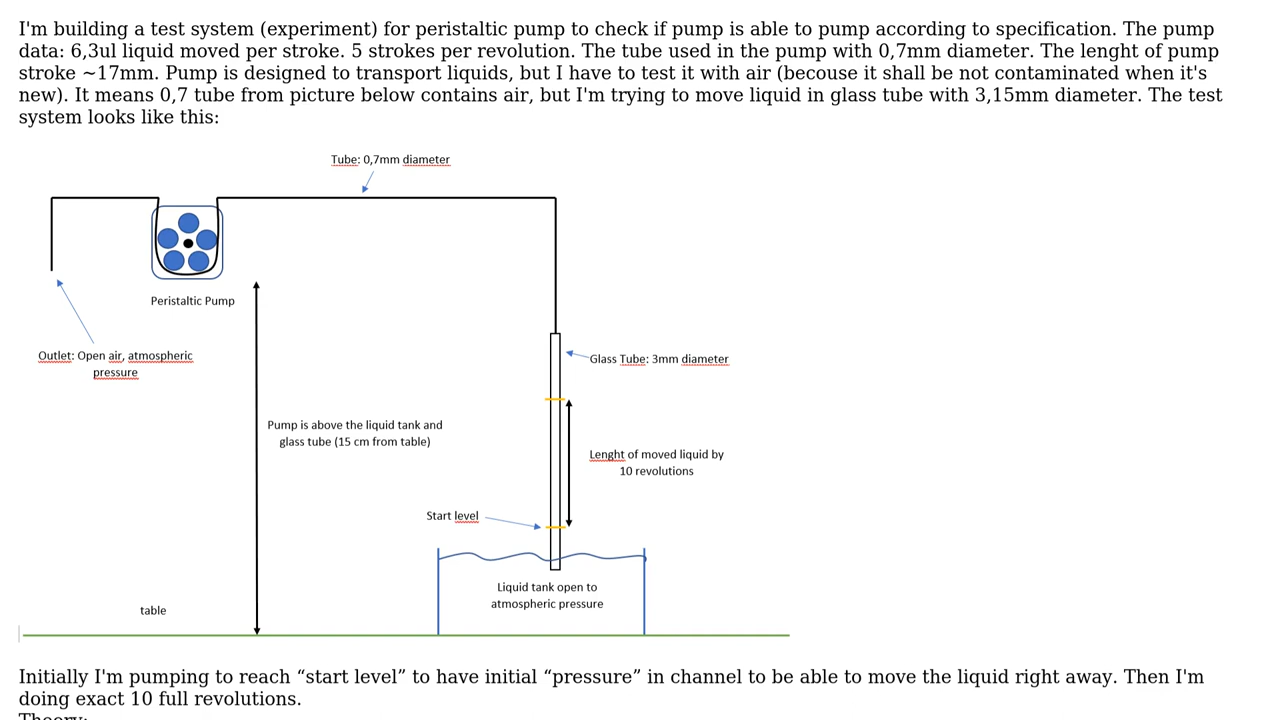 I'm building a test system (experiment) for peristaltic pump to check if pump is able to pump according to specification. The pump
data: 6,3ul liquid moved per stroke. 5 strokes per revolution. The tube used in the pump with 0,7mm diameter. The lenght of pump
stroke ~17mm. Pump is designed to transport liquids, but I have to test it with air (becouse it shall be not contaminated when it's
new). It means 0,7 tube from picture below contains air, but I'm trying to move liquid in glass tube with 3,15mm diameter. The test
system looks like this:
Tube: 0,7mm diameter
Peristaltic Pump
Outlet: Open air, atmospheric
pressure
Glass Tube: 3mm diameter
Pump is above the liquid tank and
glass tube (15 cm from table)
Lenght of moved liquid by
10 revolutions
Start level
Liquid tank open to
atmospheric pressure
table
Initially I'm pumping to reach “start level” to have initial “pressure” in channel to be able to move the liquid right away. Then I'm
doing exact 10 full revolutions.
Theory: